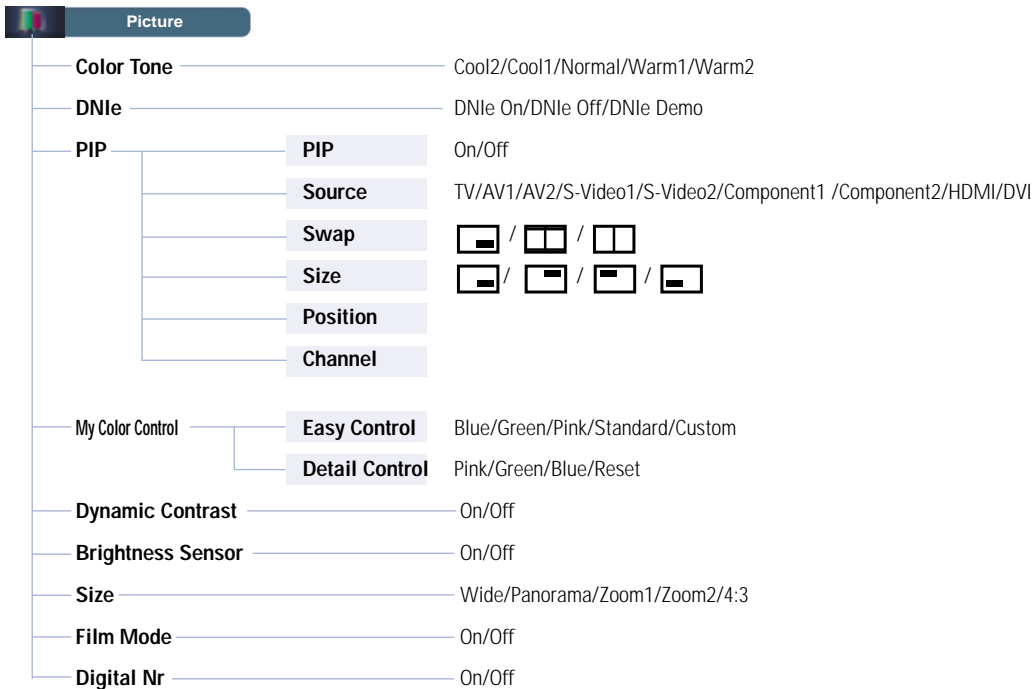 Picture
Color Tone Cool2/Cool1/Normal/Warm1/Warm2
DNIe DNIe On/DNIe Off/DNIe Demo
PIP PIP On/Off
Source TV/AV1/AV2/S-Video1/S-Video2/Component1 /Component2/HDMI/DVI
Swap / /
Size / / /
Position
Channel
My Color Control Easy Control Blue/Green/Pink/Standard/Custom
Detail Control Pink/Green/Blue/Reset
Dynamic Contrast On/Off
Brightness Sensor On/Off
Size Wide/Panorama/Zoom1/Zoom2/4:3
Film Mode On/Off
Digital Nr On/Off